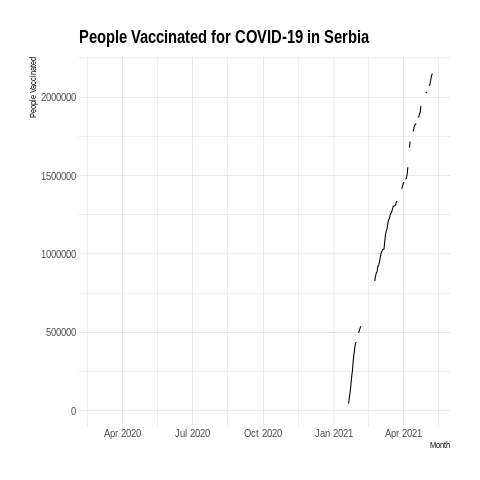 People Vaccinated for COVID-19 in Serbia
People Vaccinated
2000000
1500000
1000000
500000
0
Apr 2020 Jul 2020 Oct 2020 Jan 2021 Apr 2021
Month